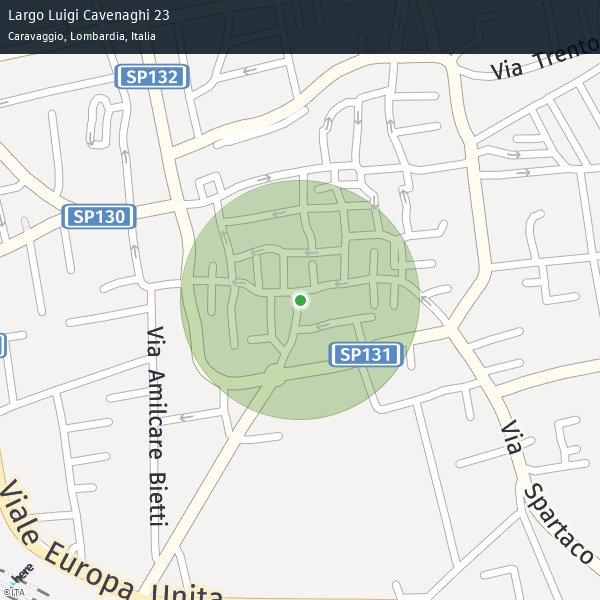 Largo Luigi Cavenaghi 23
Caravaggio, Lombardia, Italia
Via Trento
SP132
SP130
SP131
Via Amilcare Bietti
Via Spartaco
Viale Europa Unita
here
©ITA